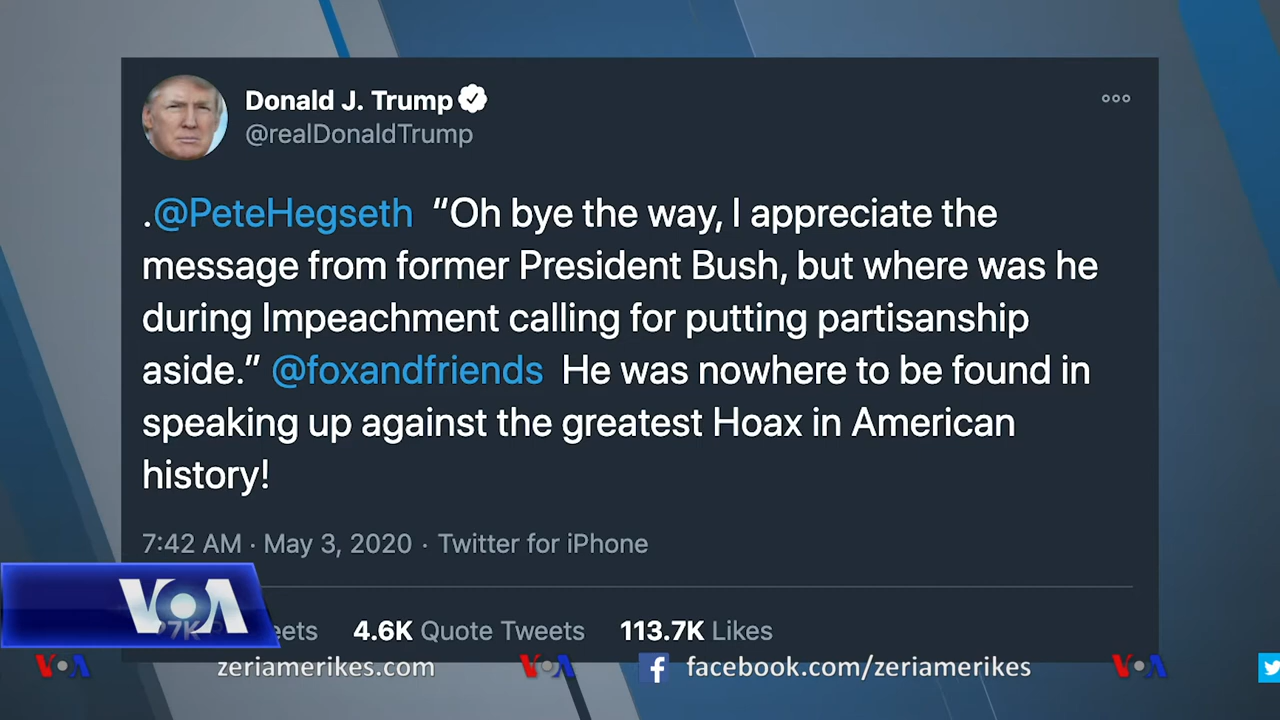 Donald J. Trump
@realDonaldTrump
.@PeteHegseth “Oh bye the way, I appreciate the
message from former President Bush, but where was he
during Impeachment calling for putting partisanship
aside.” @foxandfriends He was nowhere to be found in
speaking up against the greatest Hoax in American
history!
7:42 AM · May 3, 2020 · Twitter for iPhone
VOA
4.6K Quote Tweets 113.7K Likes
VOA zeriamerikes.com VOA facebook.com/zeriamerikes VOA